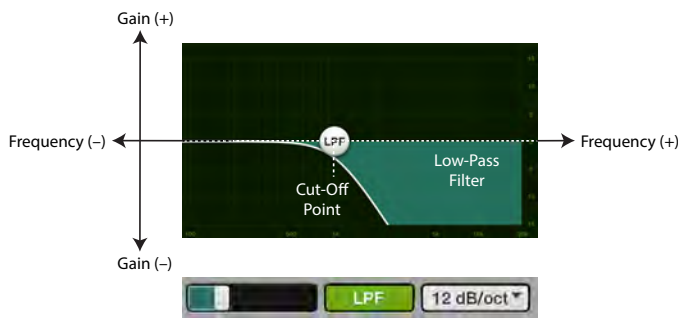 Gain (+)
Frequency (–)
LPF
Frequency (+)
Low-Pass
Filter
Cut-Off
Point
Gain (–)
LPF
12 dB/oct